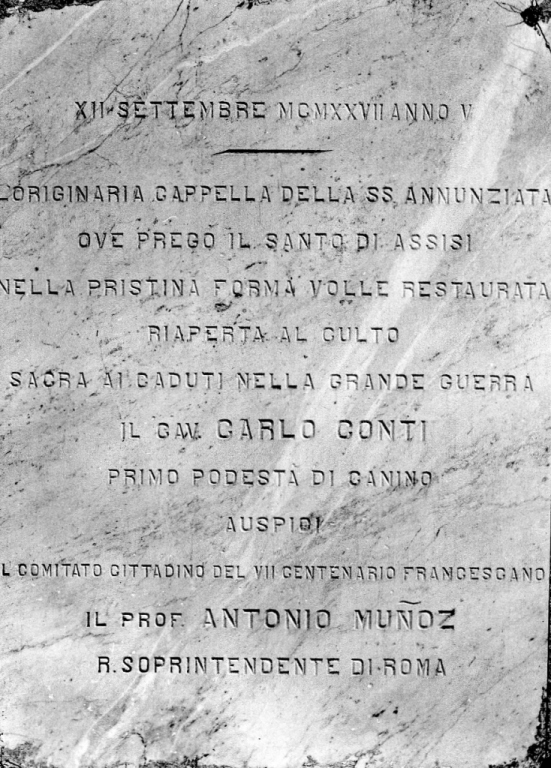 XII SETTEMBRE MCMXXVII ANNO V
L'ORIGINARIA CAPPELLA DELLA SS. ANNUNZIATA
OVE PREGÒ IL SANTO DI ASSISI
NELLA PRISTINA FORMA VOLLE RESTAURATA
RIAPERTA AL CULTO
SACRA AI CADUTI NELLA GRANDE GUERRA
IL CAV. CARLO CONTI
PRIMO PODESTÀ DI CANINO
AUSPICI
IL COMITATO CITTADINO DEL VII CENTENARIO FRANCESCANO
IL PROF. ANTONIO MUÑOZ
R. SOPRINTENDENTE DI ROMA